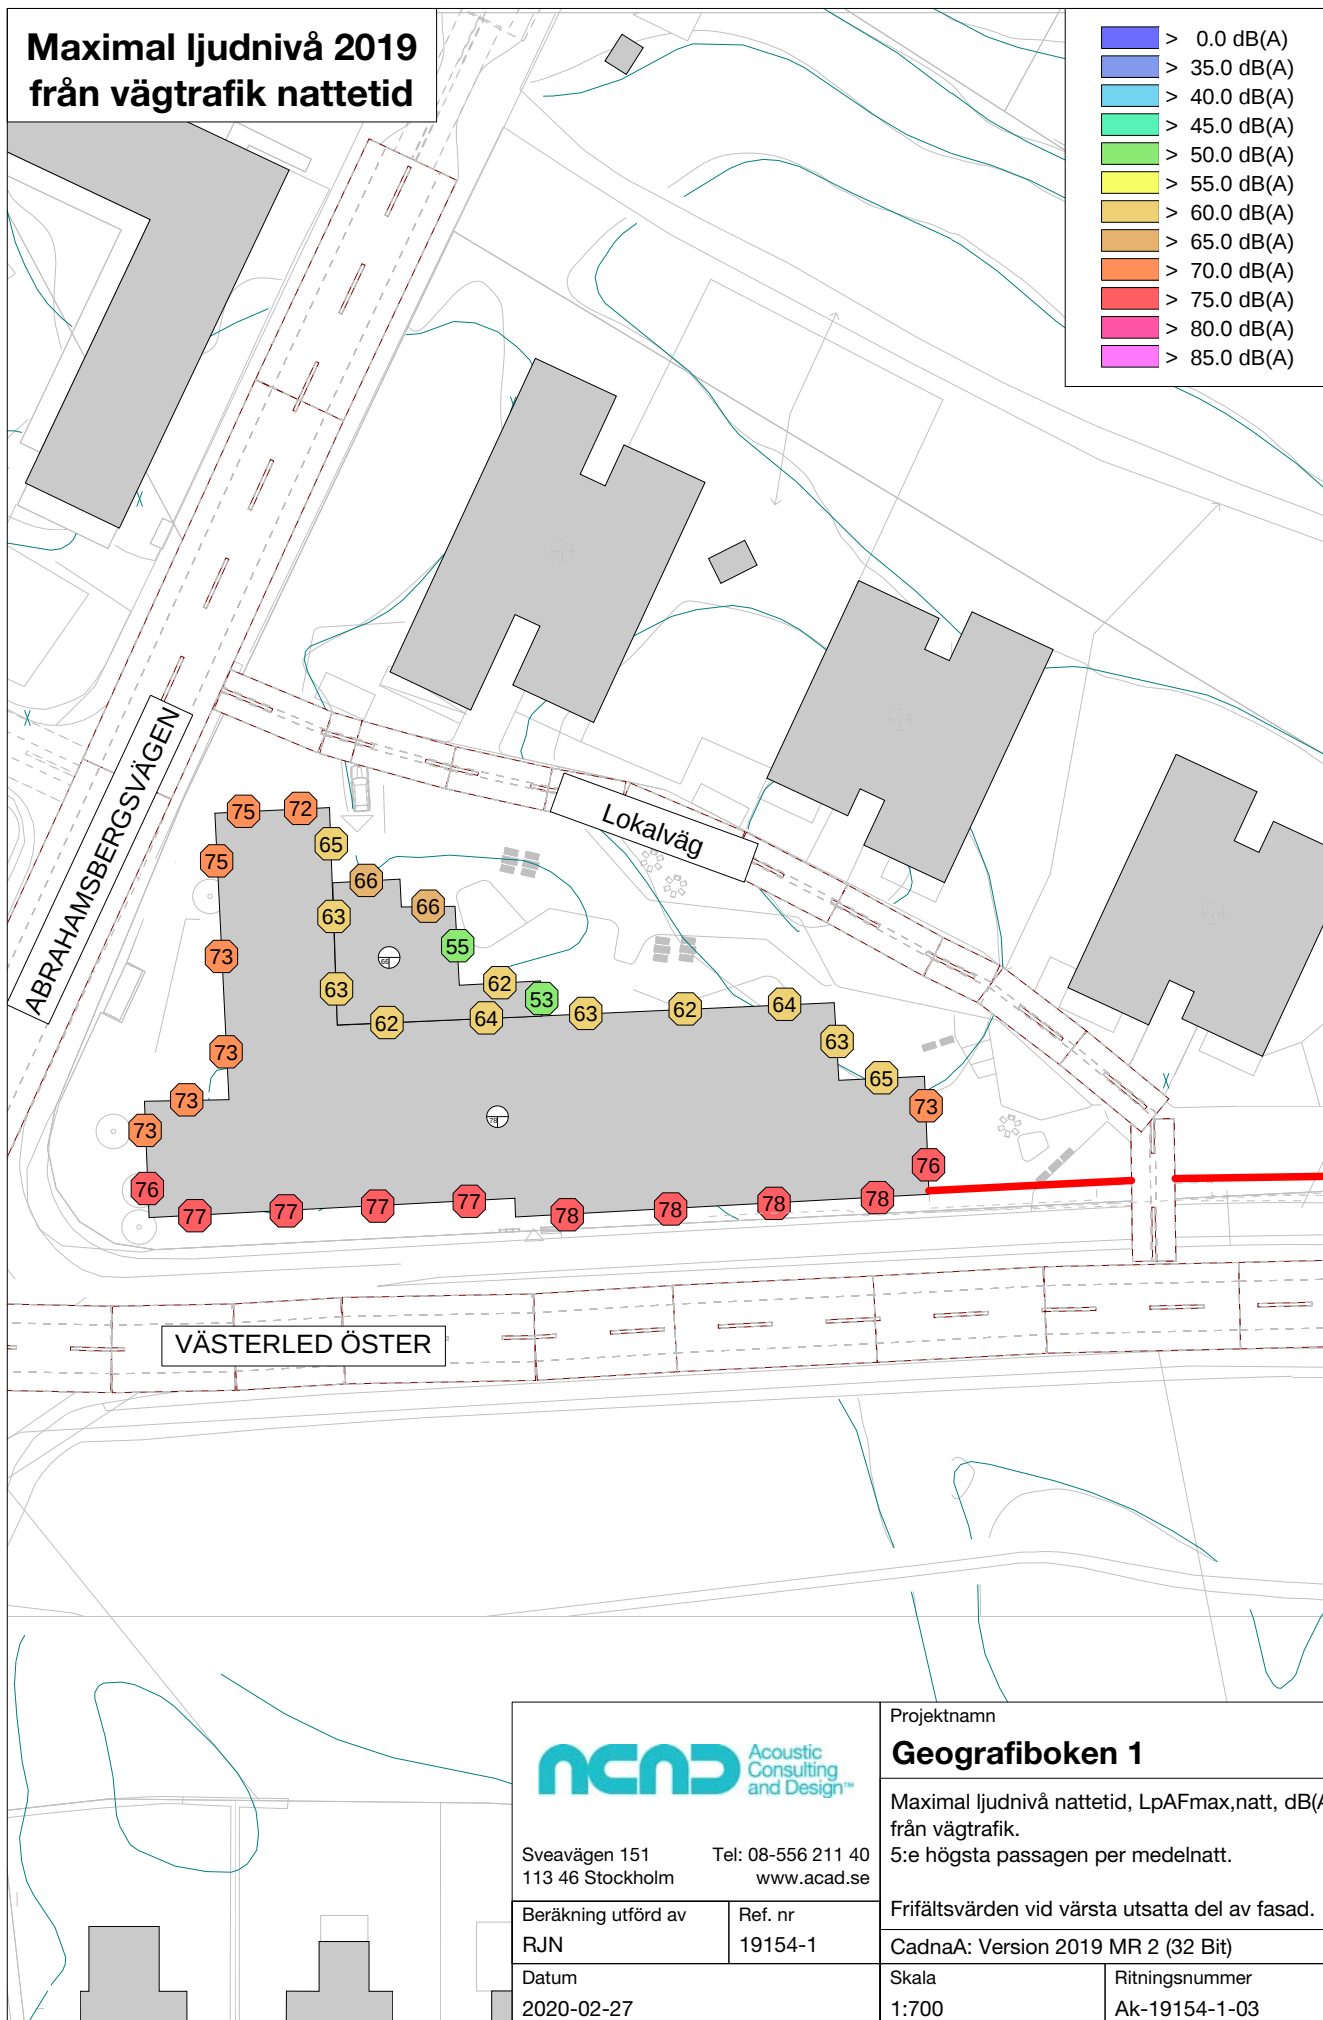 Maximal ljudnivå 2019
från vägtrafik nattetid
> 0.0 dB(A)
> 35.0 dB(A)
> 40.0 dB(A)
> 45.0 dB(A)
> 50.0 dB(A)
> 55.0 dB(A)
> 60.0 dB(A)
> 65.0 dB(A)
> 70.0 dB(A)
> 75.0 dB(A)
> 80.0 dB(A)
> 85.0 dB(A)
ABRAHAMSBERGSVÄGEN
Lokalväg
75
72
65
75
66
66
63
55
73
66
62
63
53
62
64
63
62
64
63
73
65
73
73
73
78
76
76
77
77
77
77
78
78
78
78
VÄSTERLED ÖSTER
ACAD
Acoustic
Consulting
and Design™
Sveavägen 151
113 46 Stockholm
Tel: 08-556 211 40
www.acad.se
Beräkning utförd av
RJN
Ref. nr
19154-1
Datum
2020-02-27
Projektnamn
Geografiboken 1
Maximal ljudnivå nattetid, LpAFmax,natt, dB(A
från vägtrafik.
5:e högsta passagen per medelnatt.
Frifältsvärden vid värsta utsatta del av fasad.
CadnaA: Version 2019 MR 2 (32 Bit)
Skala
1:700
Ritningsnummer
Ak-19154-1-03